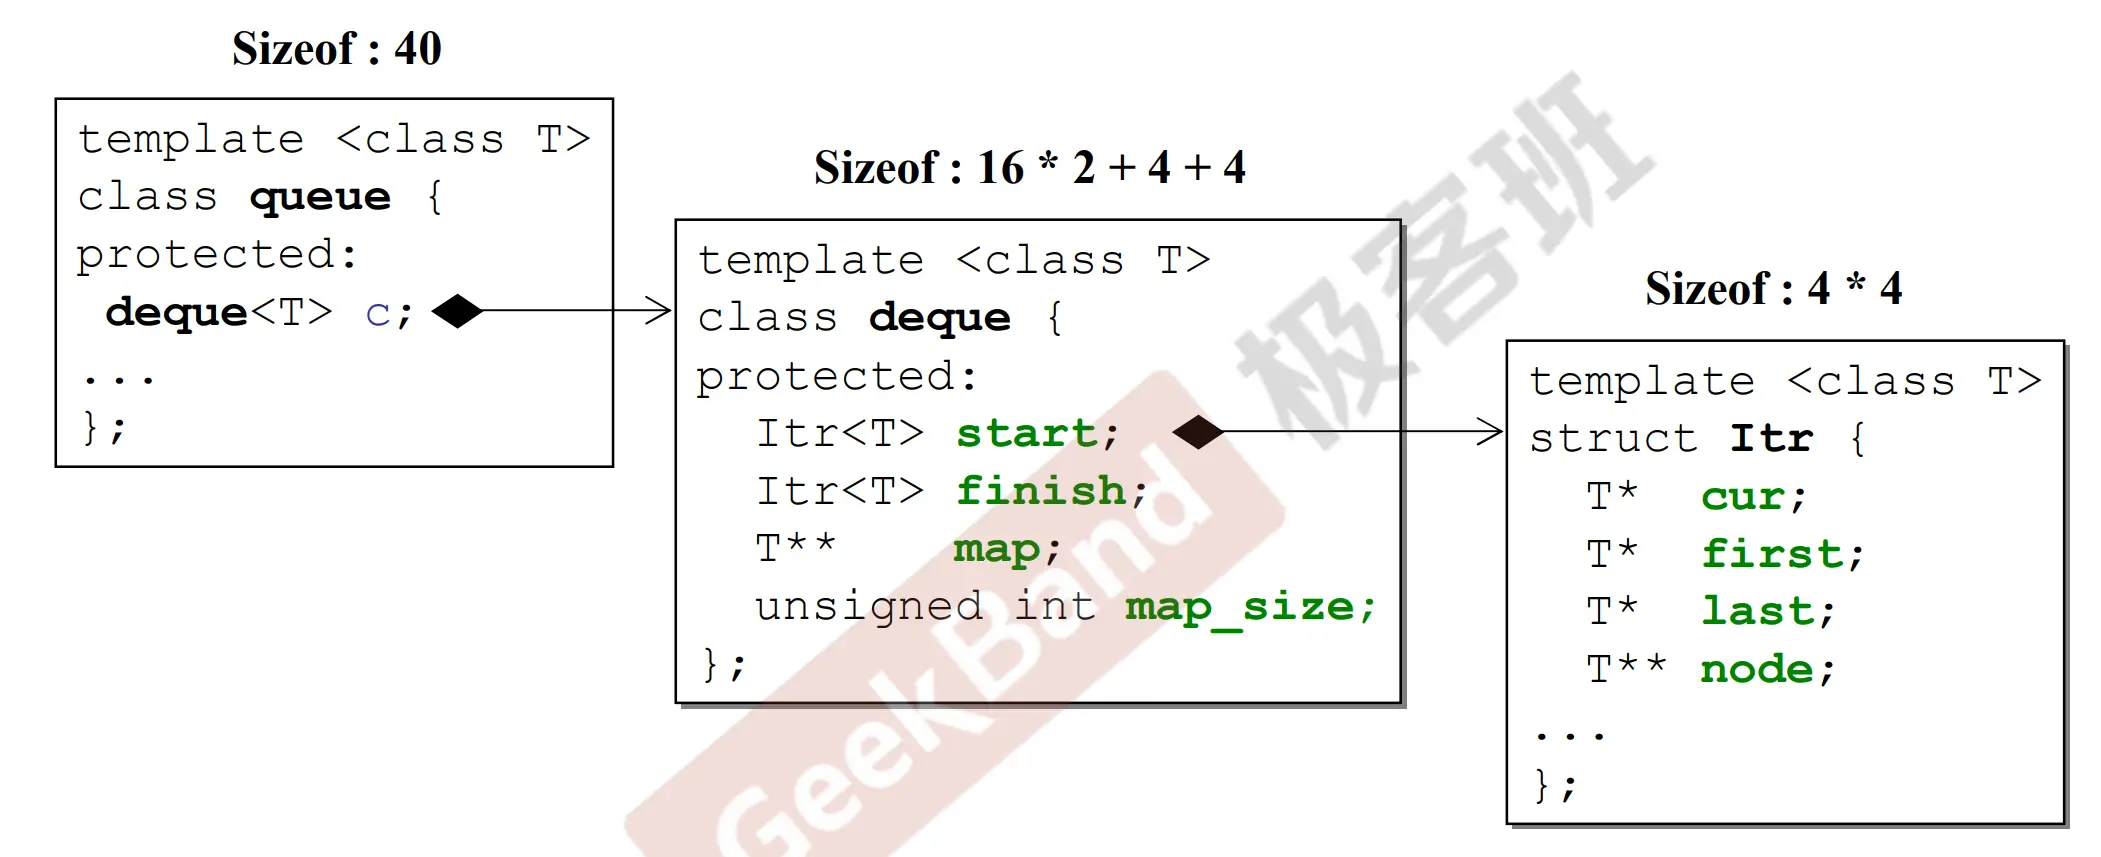 Sizeof : 40
template <class T>
class queue {
protected:
 deque<T> c;
...
};
Sizeof : 16 * 2 + 4 + 4
template <class T>
class deque {
protected:
  Itr<T> start;
  Itr<T> finish;
  T**    map;
  unsigned int map_size;
};
Sizeof : 4 * 4
template <class T>
struct Itr {
  T*  cur;
  T*  first;
  T*  last;
  T** node;
...
};
GeekBand
极客班